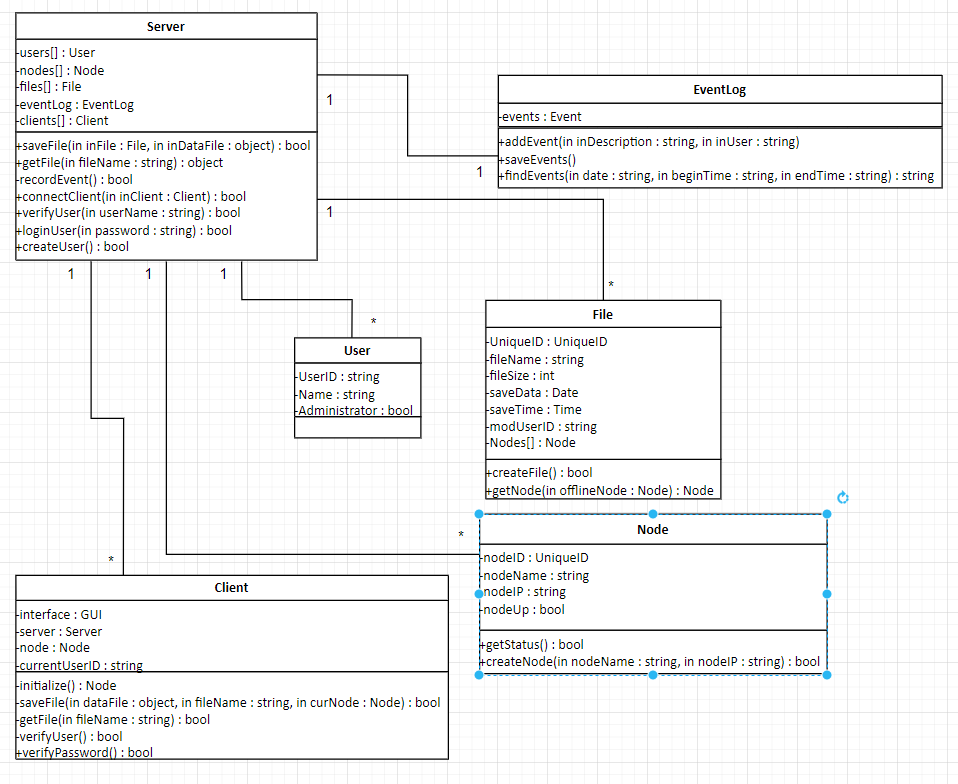 Server
-users[] : User
-nodes[] : Node
-files[] : File
-eventLog : EventLog
-clients[] : Client
+saveFile(in inFile : File, in inDataFile : object) : bool
+getFile(in fileName : string) : object
-recordEvent() : bool
+connectClient(in inClient : Client) : bool
+verifyUser(in userName : string) : bool
+loginUser(in password : string) : bool
+createUser() : bool
1
1
EventLog
-events : Event
+addEvent(in inDescription : string, in inUser : string)
+saveEvents()
+findEvents(in date : string, in beginTime : string, in endTime : string) : string
1
*
1
1
1
*
User
-UserID : string
-Name : string
-Administrator : bool
File
-UniqueID : UniqueID
-fileName : string
-fileSize : int
-saveData : Date
-saveTime : Time
-modUserID : string
-Nodes[] : Node
+createFile() : bool
+getNode(in offlineNode : Node) : Node
*
Node
-nodeID : UniqueID
-nodeName : string
-nodeIP : string
-nodeUp : bool
+getStatus() : bool
+createNode(in nodeName : string, in nodeIP : string) : bool
*
Client
-interface : GUI
-server : Server
-node : Node
-currentUserID : string
-initialize() : Node
-saveFile(in dataFile : object, in fileName : string, in curNode : Node) : bool
-getFile(in fileName : string) : bool
-verifyUser() : bool
+verifyPassword() : bool